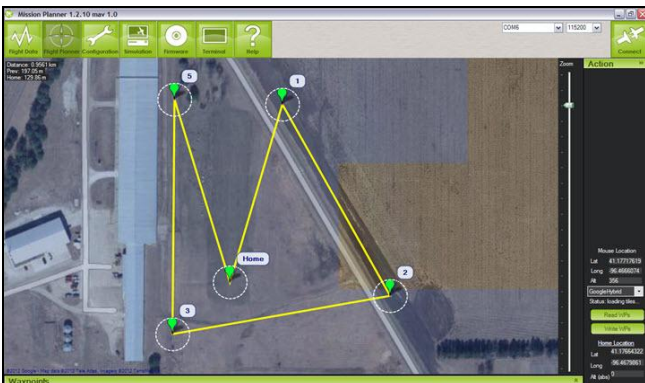 Mission Planner 1.2.10 mav 1.0
Flight Data Flight Planner Configuration Simulation Firmware Terminal Help
COM6 115200 Connect
Distance: 0.9561 km
Prev: 197.05 m
Home: 129.86 m
Zoom
Action
5
1
Home
2
3
Mouse Location
Lat 41.17717619
Long -96.4666074
Alt 356
GoogleHybrid
Status: loading tiles...
Read WPs
Write WPs
Home Location
Lat 41.17664322
Long -96.4679861
Alt (abs) 0
Waypoints